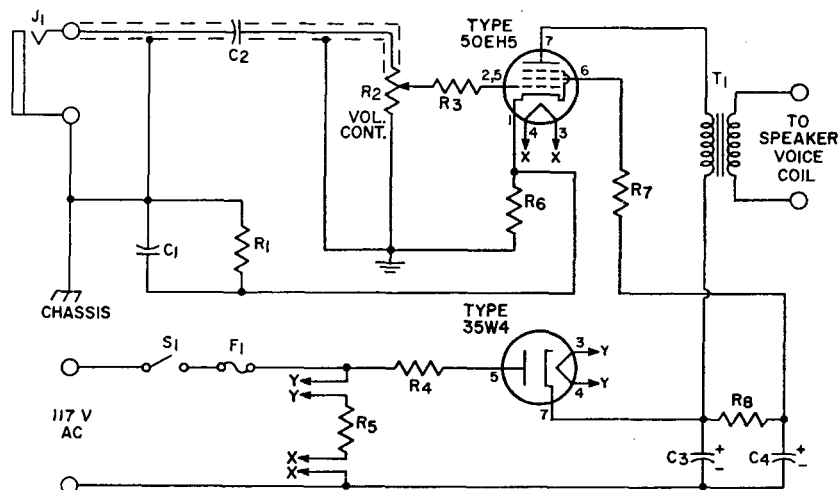 J1
C2
TYPE
50EH5
7
2,5
6
R2
VOL.
CONT.
R3
1
4
3
X
X
T1
TO
SPEAKER
VOICE
COIL
R6
R7
C1
R1
CHASSIS
TYPE
35W4
S1
F1
3
Y
Y
4
5
7
Y
Y
R4
117 V
AC
R5
X
X
R8
C3
+
-
C4
+
-